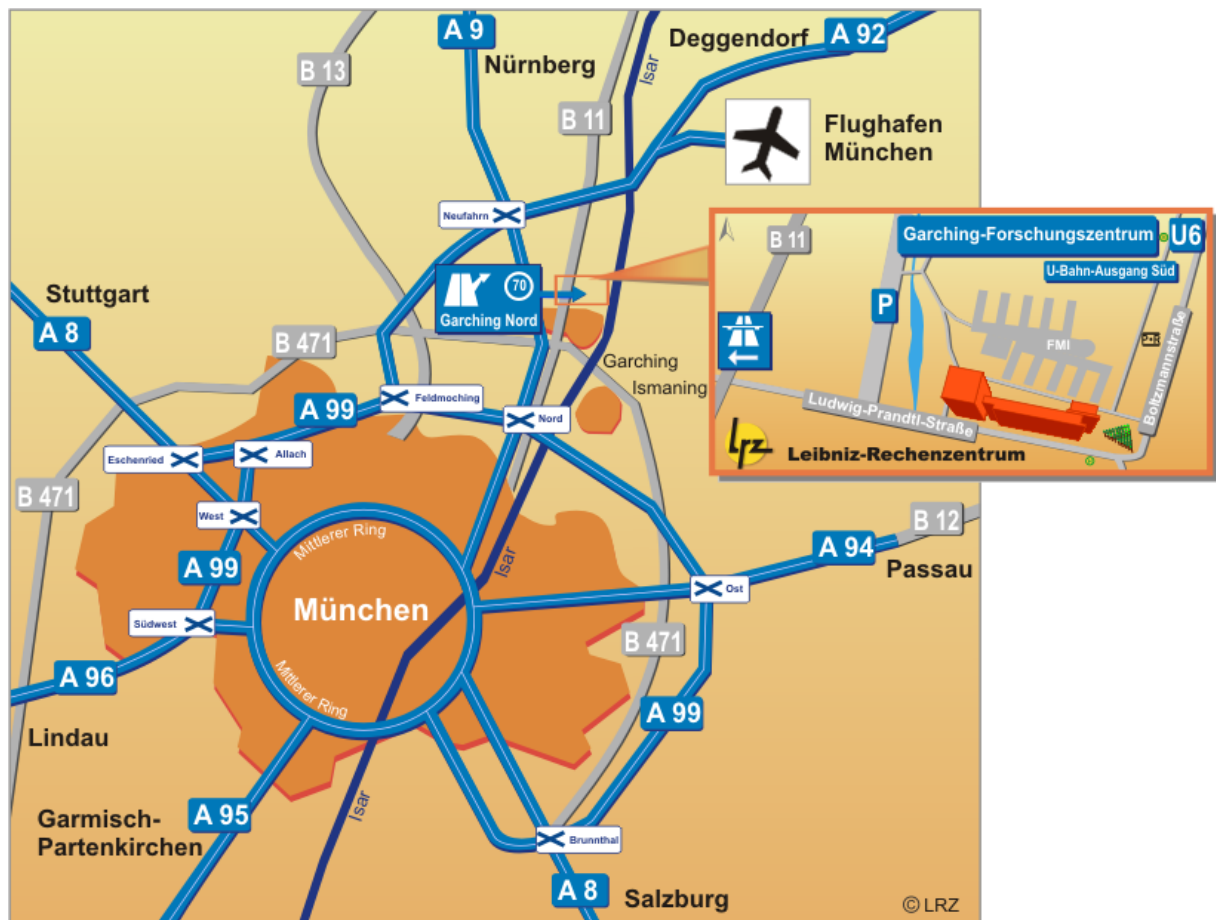 A 9
Nürnberg
Deggendorf
A 92
B 13
Isar
B 11
Flughafen
München
Neufahrn
70
Garching Nord
Stuttgart
A 8
B 471
Garching
Ismaning
A 99
Feldmoching
Nord
Eschenried
Allach
B 471
West
A 99
Mittlerer Ring
München
Mittlerer Ring
Isar
Südwest
A 96
Lindau
Ost
A 94
B 12
Passau
B 471
A 99
Garmisch-
Partenkirchen
A 95
Isar
Brunnthal
A 8
Salzburg
© LRZ
B 11
Garching-Forschungszentrum
U6
U-Bahn-Ausgang Süd
P
FMI
Boltzmannstraße
Ludwig-Prandtl-Straße
lrz
Leibniz-Rechenzentrum